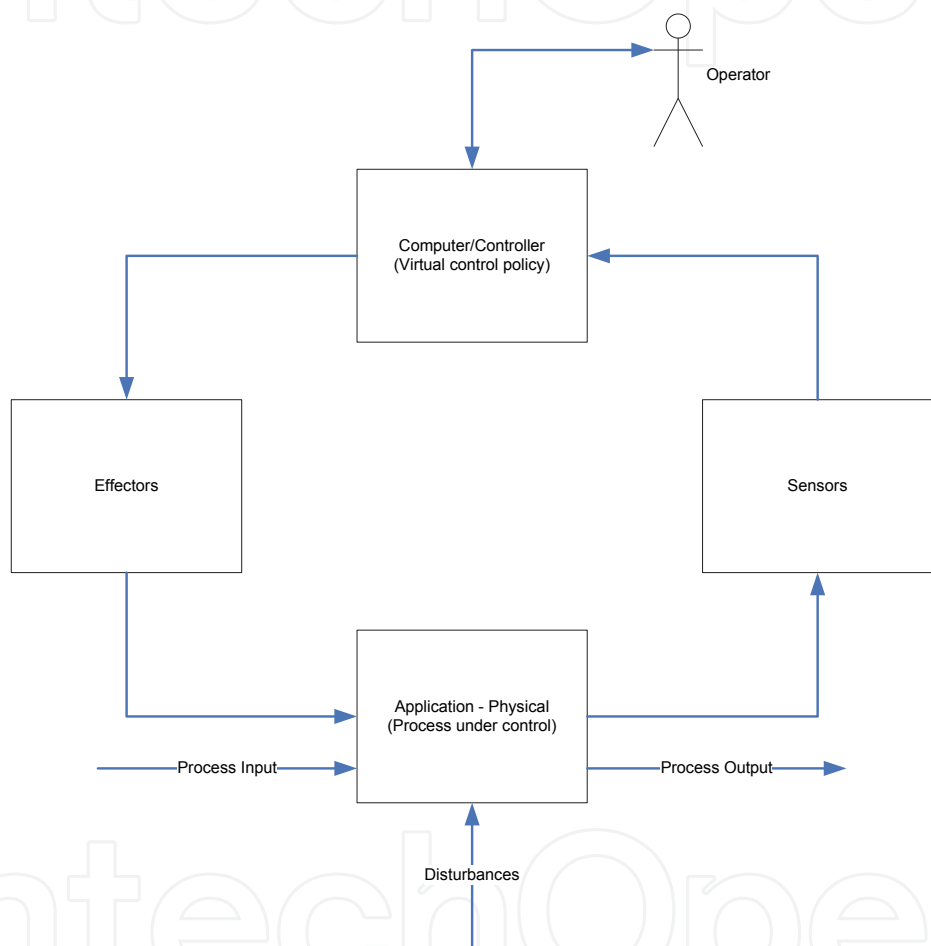 Operator
Computer/Controller
(Virtual control policy)
Effectors
Sensors
Application - Physical
(Process under control)
Process Input
Process Output
Disturbances